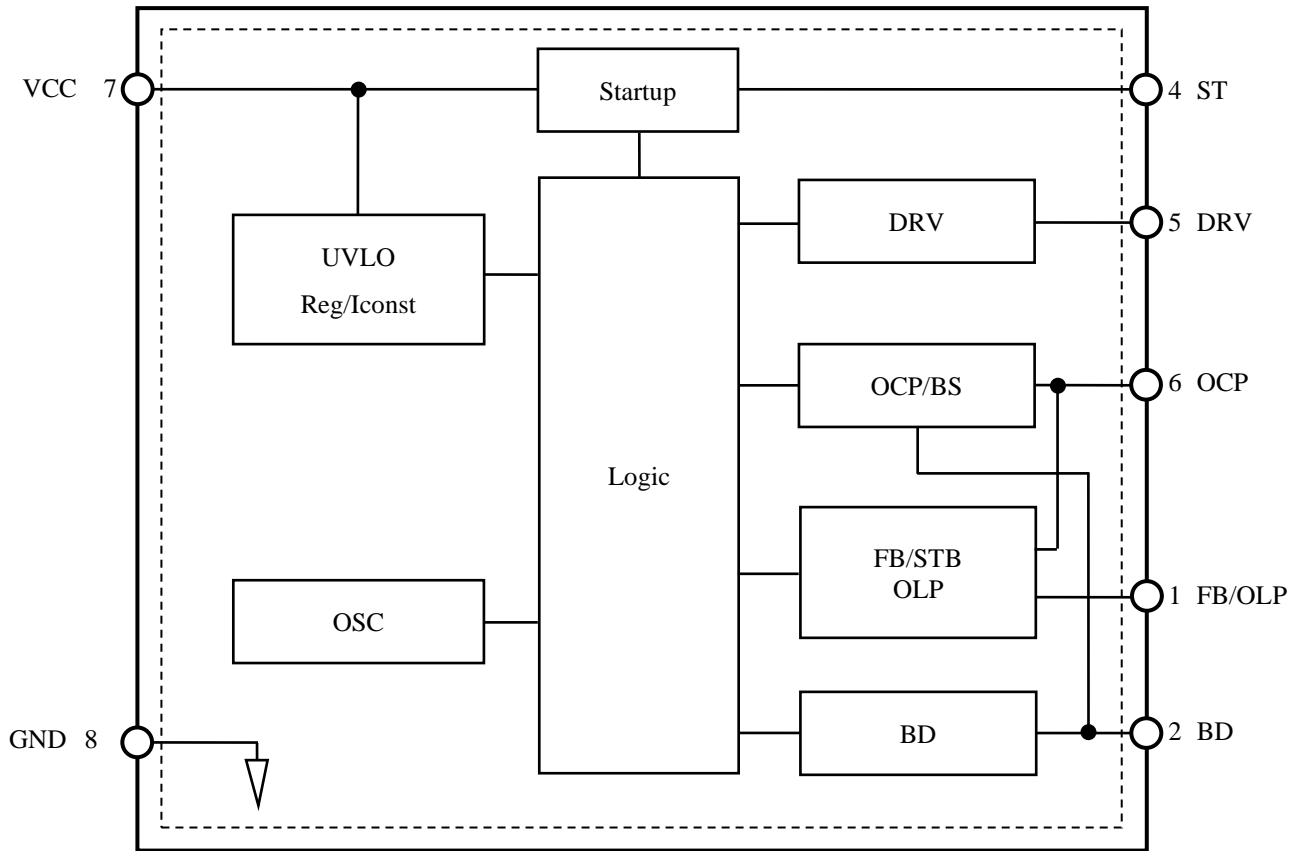 VCC 7
Startup
4 ST
DRV
5 DRV
UVLO
Reg/Iconst
OCP/BS
6 OCP
Logic
FB/STB
OLP
1 FB/OLP
OSC
GND 8
BD
2 BD